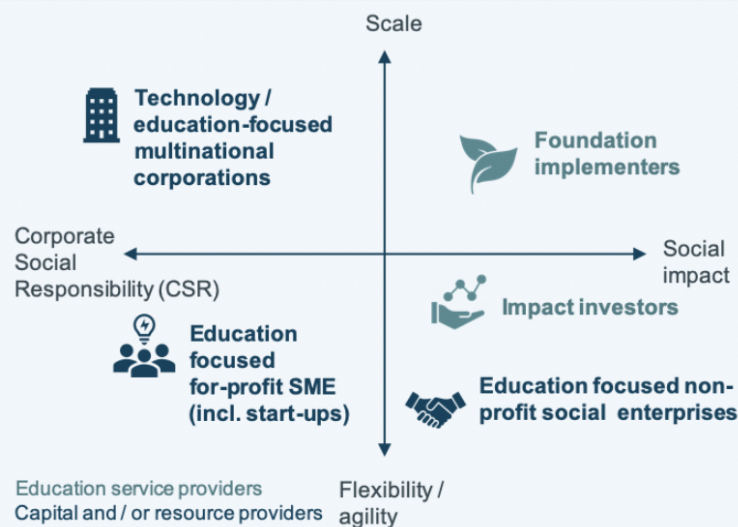 Scale
Technology /
education-focused
multinational
corporations
Foundation
implementers
Corporate
Social
Responsibility (CSR)
Social
impact
Impact investors
Education
focused
for-profit SME
(incl. start-ups)
Education focused non-
profit social enterprises
Education service providers
Capital and / or resource providers
Flexibility /
agility